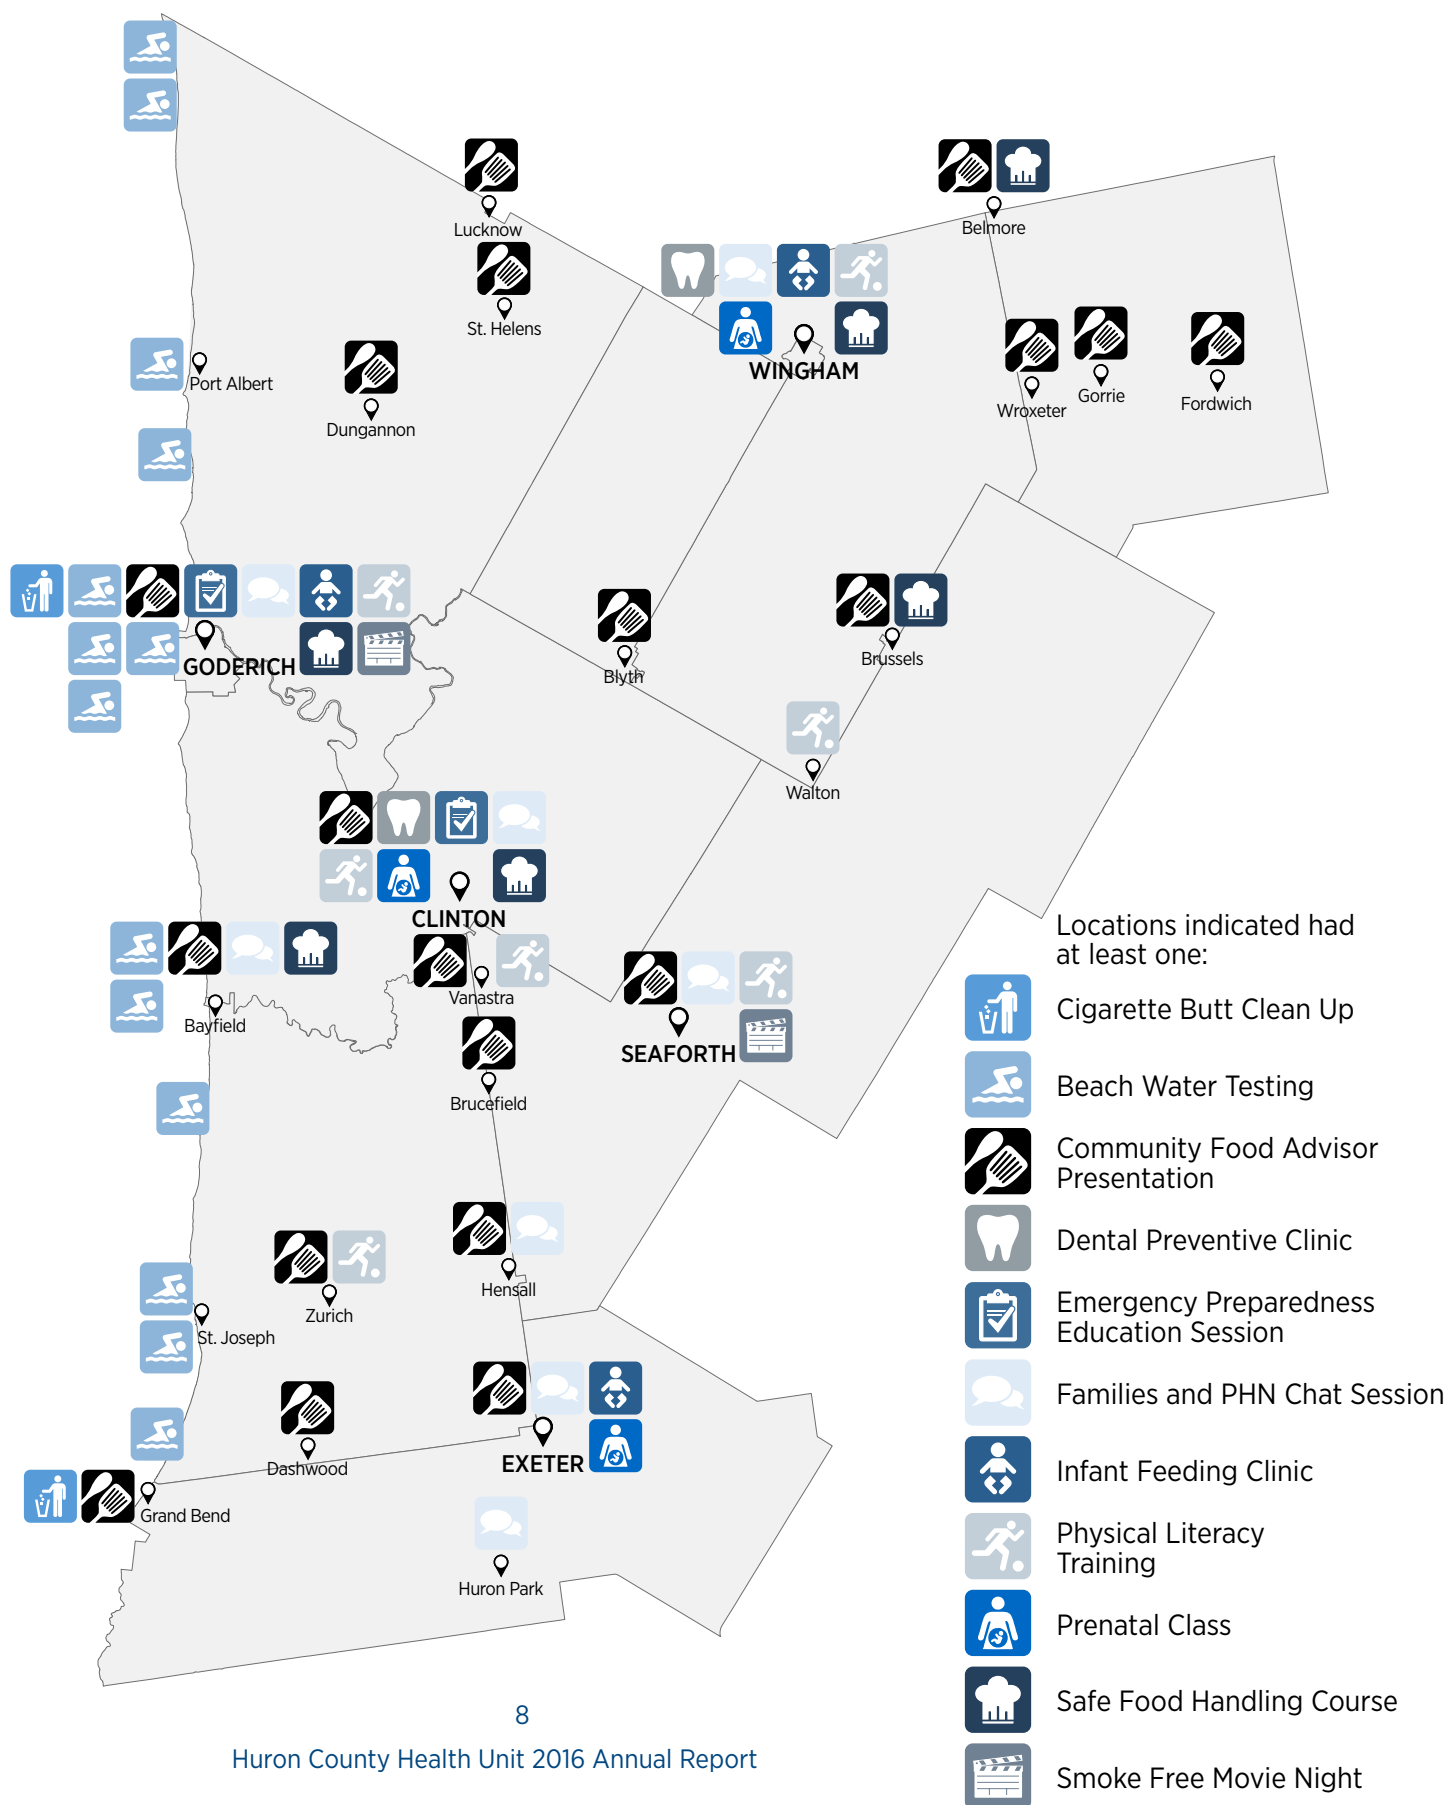 Lucknow
Belmore
St. Helens
WINGHAM
Port Albert
Dungannon
Wroxeter
Gorrie
Fordwich
GODERICH
Blyth
Brussels
Walton
CLINTON
Vanastra
Bayfield
SEAFORTH
Brucefield
Hensall
Zurich
St. Joseph
EXETER
Dashwood
Grand Bend
Huron Park
Locations indicated had
at least one:
Cigarette Butt Clean Up
Beach Water Testing
Community Food Advisor
Presentation
Dental Preventive Clinic
Emergency Preparedness
Education Session
Families and PHN Chat Session
Infant Feeding Clinic
Physical Literacy
Training
Prenatal Class
Safe Food Handling Course
Smoke Free Movie Night
8
Huron County Health Unit 2016 Annual Report